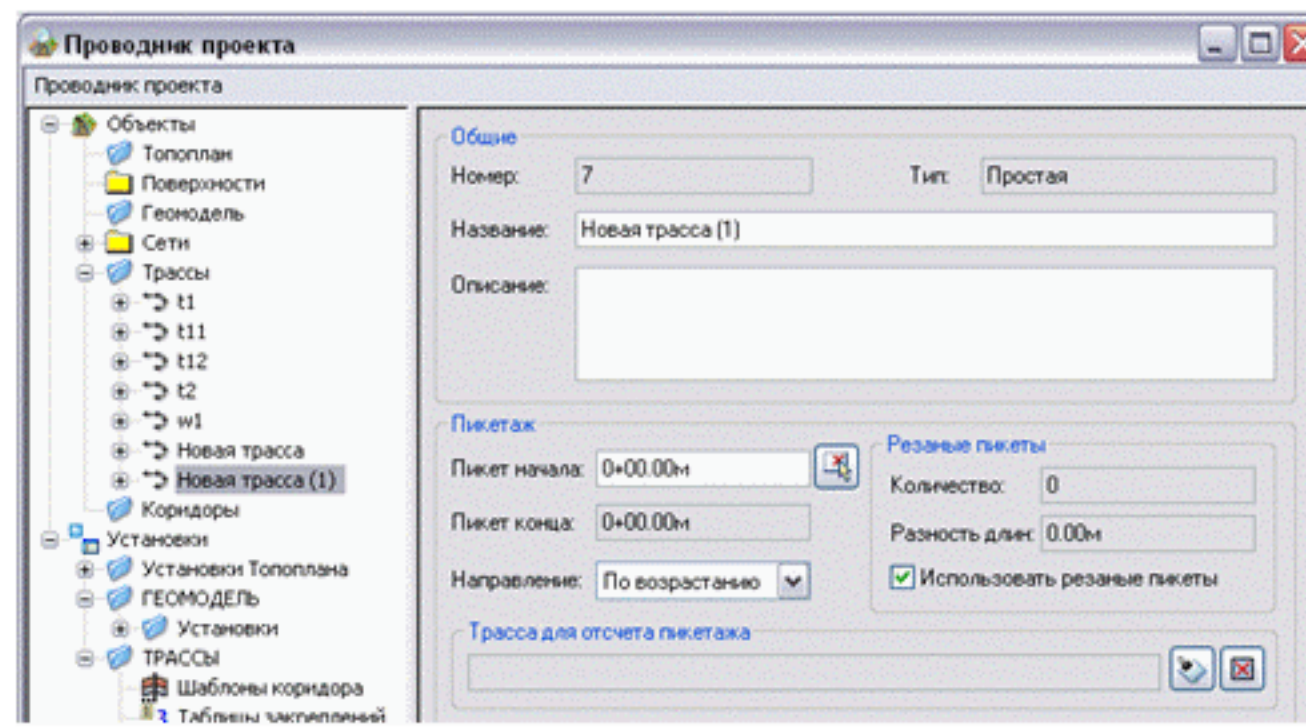 Проводник проекта
Проводник проекта
Объекты
Топоплан
Поверхности
Геомодель
Сети
Трассы
t1
t11
t12
t2
w1
Новая трасса
Новая трасса (1)
Коридоры
Установки
Установки Топоплана
ГЕОМОДЕЛЬ
Установки
ТРАССЫ
Шаблоны коридора
Таблицы закреплений
Общие
Номер: 7 Тип: Простая
Название: Новая трасса (1)
Описание:
Пикетаж
Пикет начала: 0+00.00м
Пикет конца: 0+00.00м
Направление: По возрастанию
Резаные пикеты
Количество: 0
Разность длин: 0.00м
Использовать резаные пикеты
Трасса для отсчета пикетажа